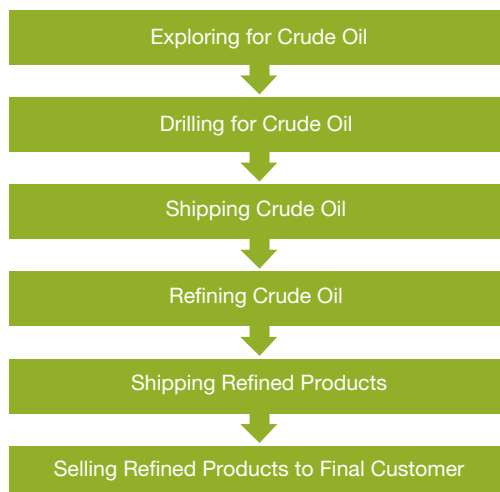 Exploring for Crude Oil
Drilling for Crude Oil
Shipping Crude Oil
Refining Crude Oil
Shipping Refined Products
Selling Refined Products to Final Customer